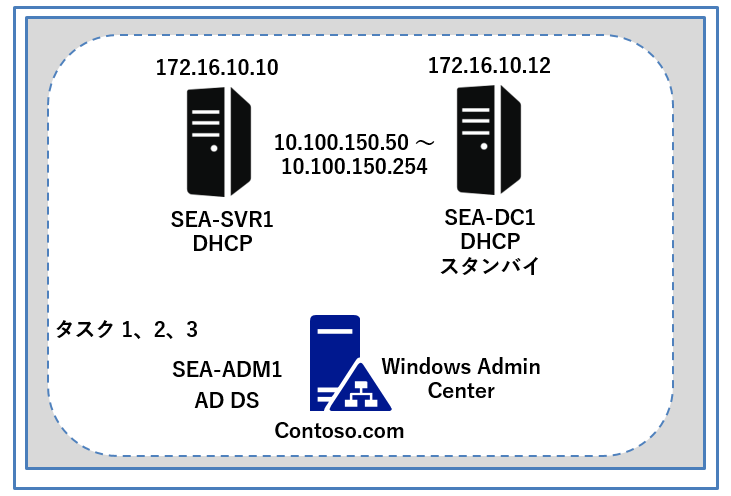 172.16.10.10
172.16.10.12
10.100.150.50 ～
10.100.150.254
SEA-SVR1
DHCP
SEA-DC1
DHCP
スタンバイ
タスク 1、2、3
SEA-ADM1
AD DS
Windows Admin
Center
Contoso.com